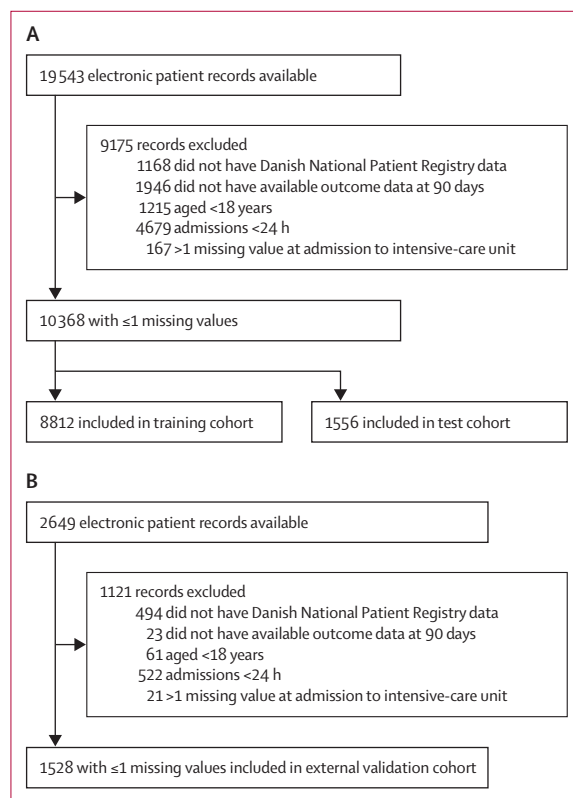 A
19543 electronic patient records available
9175 records excluded
1168 did not have Danish National Patient Registry data
1946 did not have available outcome data at 90 days
1215 aged <18 years
4679 admissions <24 h
167 >1 missing value at admission to intensive-care unit
10368 with ≤1 missing values
8812 included in training cohort
1556 included in test cohort
B
2649 electronic patient records available
1121 records excluded
494 did not have Danish National Patient Registry data
23 did not have available outcome data at 90 days
61 aged <18 years
522 admissions <24 h
21 >1 missing value at admission to intensive-care unit
1528 with ≤1 missing values included in external validation cohort